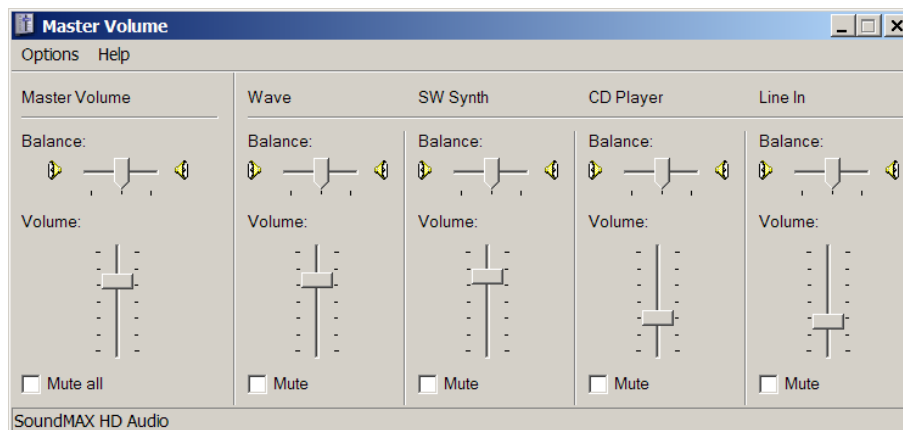 Master Volume
Options Help
Master Volume Wave SW Synth CD Player Line In
Balance: Balance: Balance: Balance: Balance:
Volume: Volume: Volume: Volume: Volume:
Mute all Mute Mute Mute Mute
SoundMAX HD Audio